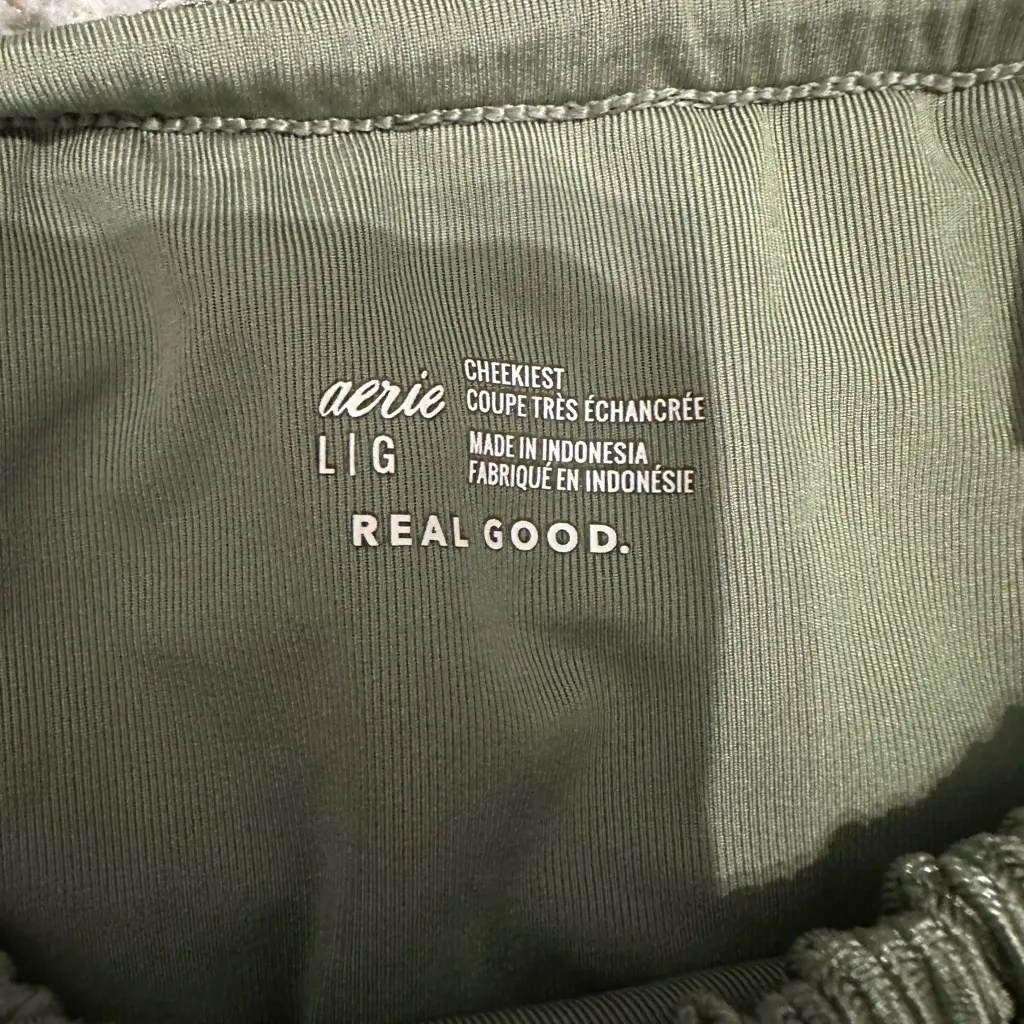 aerie
L|G
CHEEKIEST
COUPE TRÈS ÉCHANCRÉE
MADE IN INDONESIA
FABRIQUÉ EN INDONÉSIE
REAL GOOD.